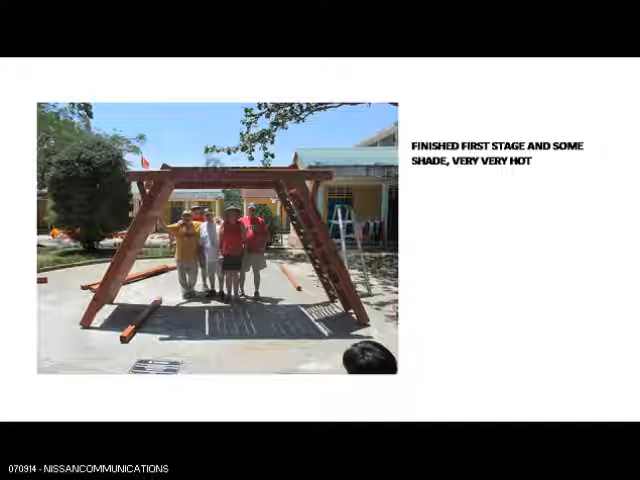 FINISHED FIRST STAGE AND SOME
SHADE, VERY VERY HOT
070914 - NISSANCOMMUNICATIONS